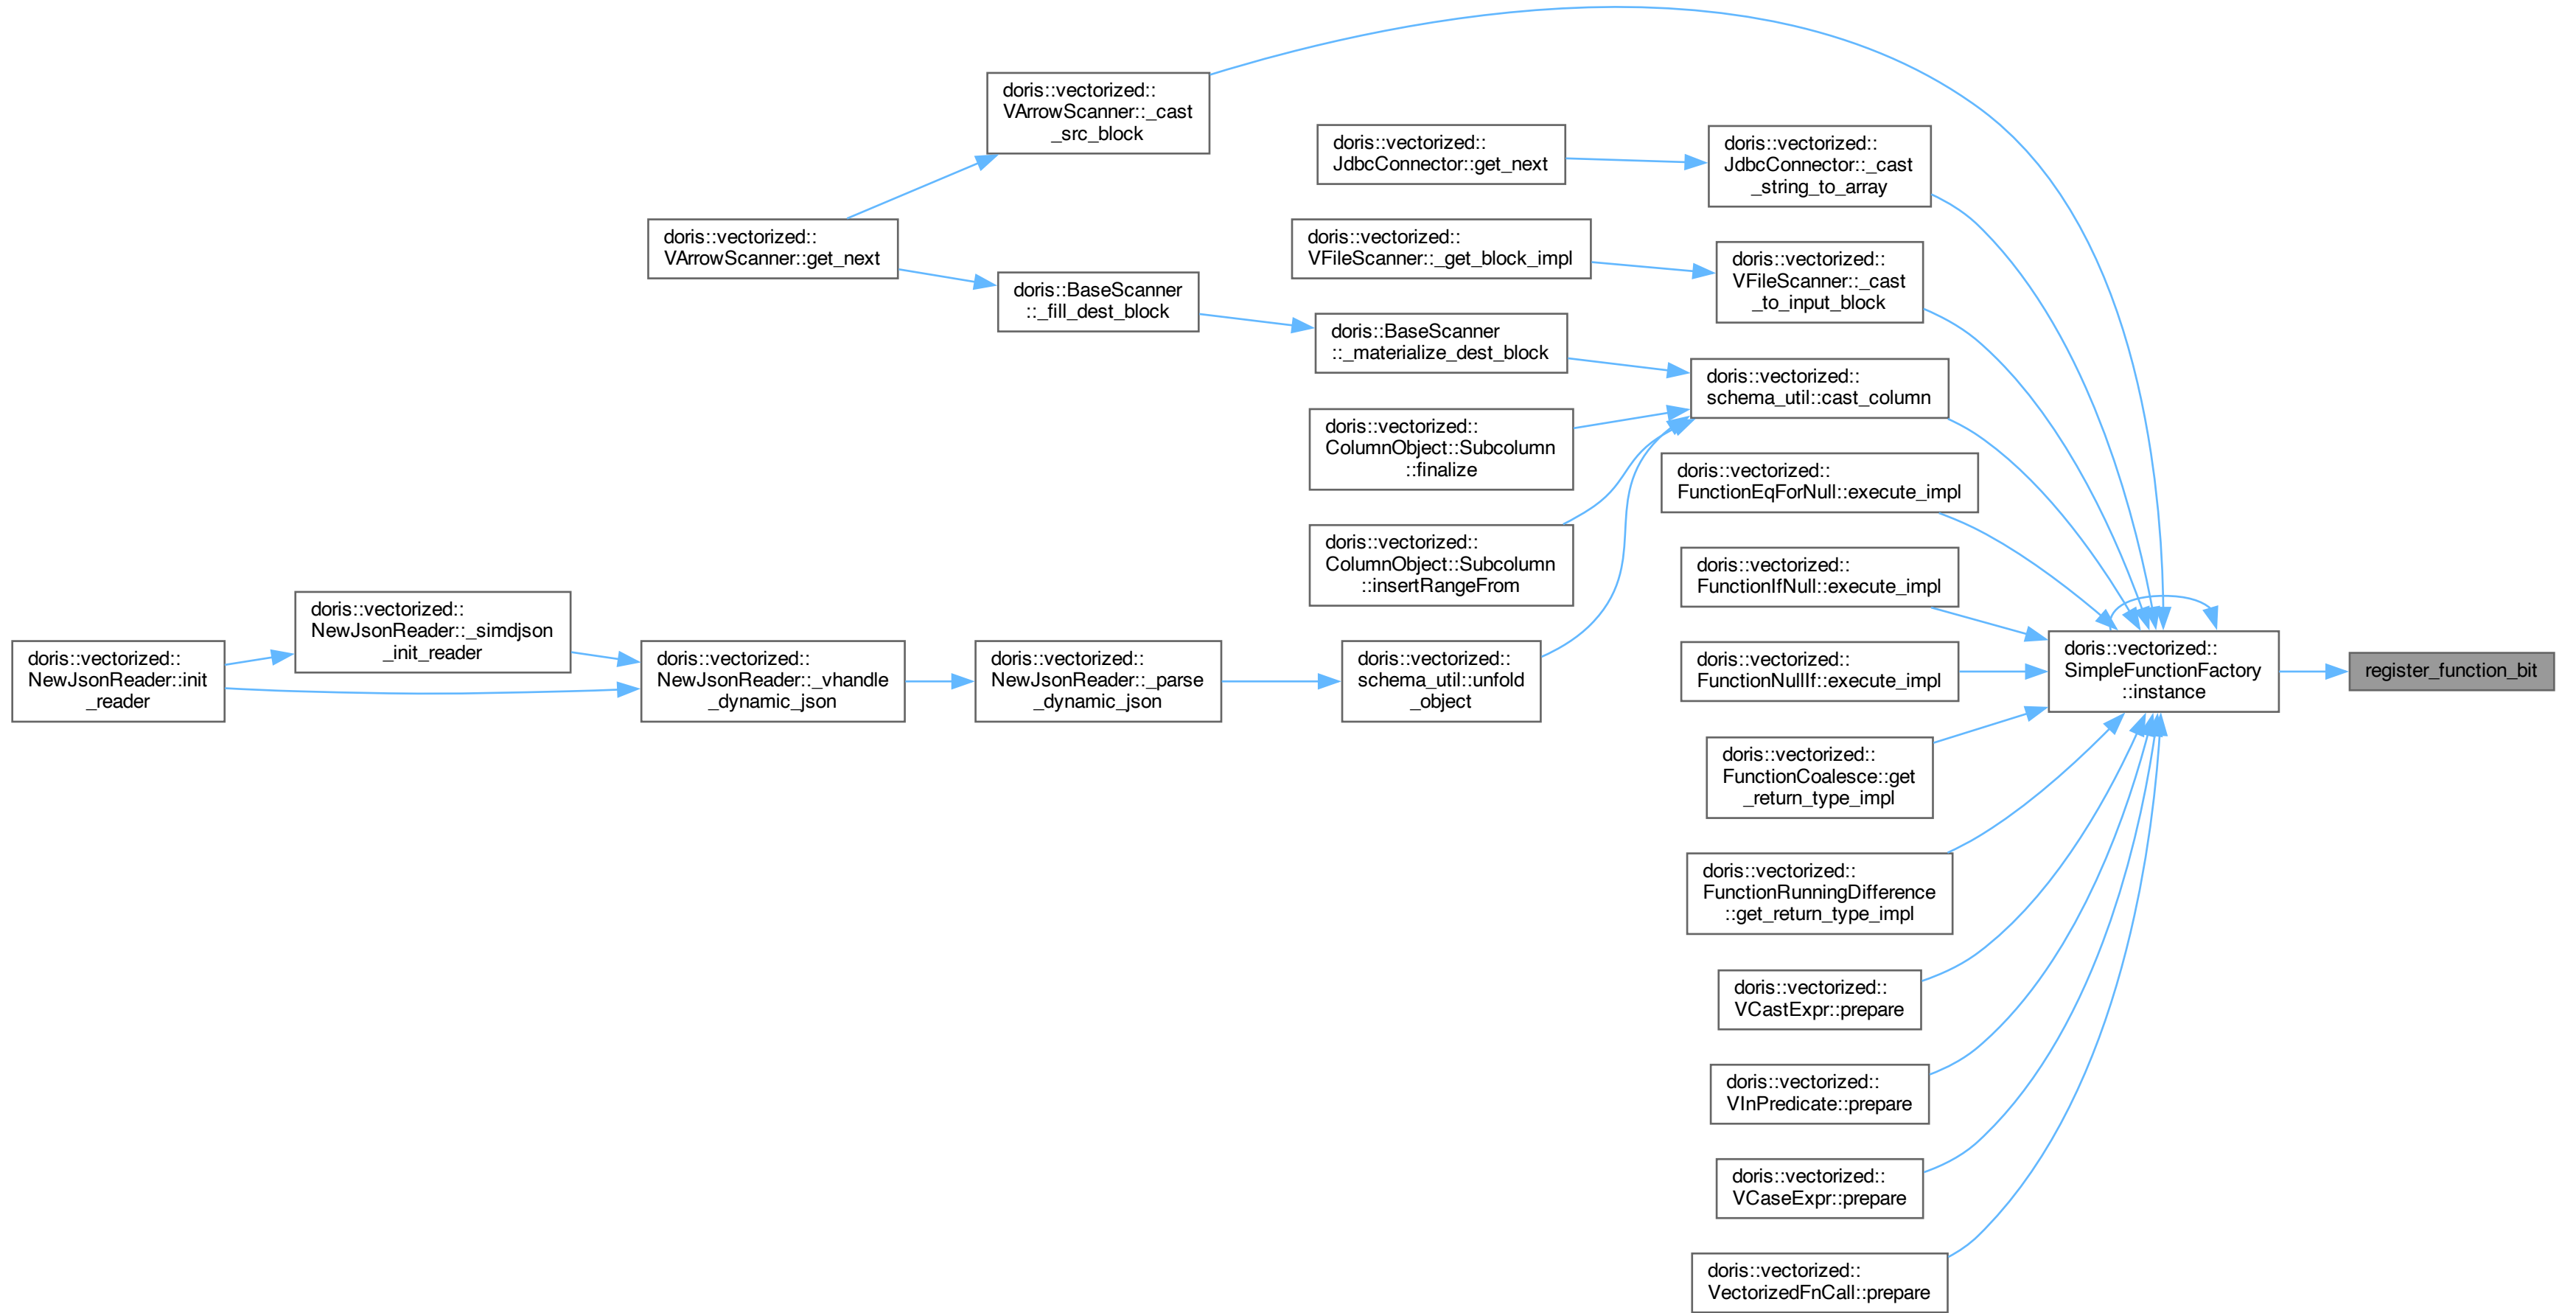 doris::vectorized::
VArrowScanner::_cast
_src_block
doris::vectorized::
JdbcConnector::get_next
doris::vectorized::
JdbcConnector::_cast
_string_to_array
doris::vectorized::
VArrowScanner::get_next
doris::vectorized::
VFileScanner::_get_block_impl
doris::vectorized::
VFileScanner::_cast
_to_input_block
doris::BaseScanner
::_fill_dest_block
doris::BaseScanner
::_materialize_dest_block
doris::vectorized::
schema_util::cast_column
doris::vectorized::
ColumnObject::Subcolumn
::finalize
doris::vectorized::
FunctionEqForNull::execute_impl
doris::vectorized::
ColumnObject::Subcolumn
::insertRangeFrom
doris::vectorized::
FunctionIfNull::execute_impl
doris::vectorized::
NewJsonReader::init
_reader
doris::vectorized::
NewJsonReader::_simdjson
_init_reader
doris::vectorized::
NewJsonReader::_vhandle
_dynamic_json
doris::vectorized::
NewJsonReader::_parse
_dynamic_json
doris::vectorized::
schema_util::unfold
_object
doris::vectorized::
FunctionNullIf::execute_impl
doris::vectorized::
SimpleFunctionFactory
::instance
register_function_bit
doris::vectorized::
FunctionCoalesce::get
_return_type_impl
doris::vectorized::
FunctionRunningDifference
::get_return_type_impl
doris::vectorized::
VCastExpr::prepare
doris::vectorized::
VInPredicate::prepare
doris::vectorized::
VCaseExpr::prepare
doris::vectorized::
VectorizedFnCall::prepare